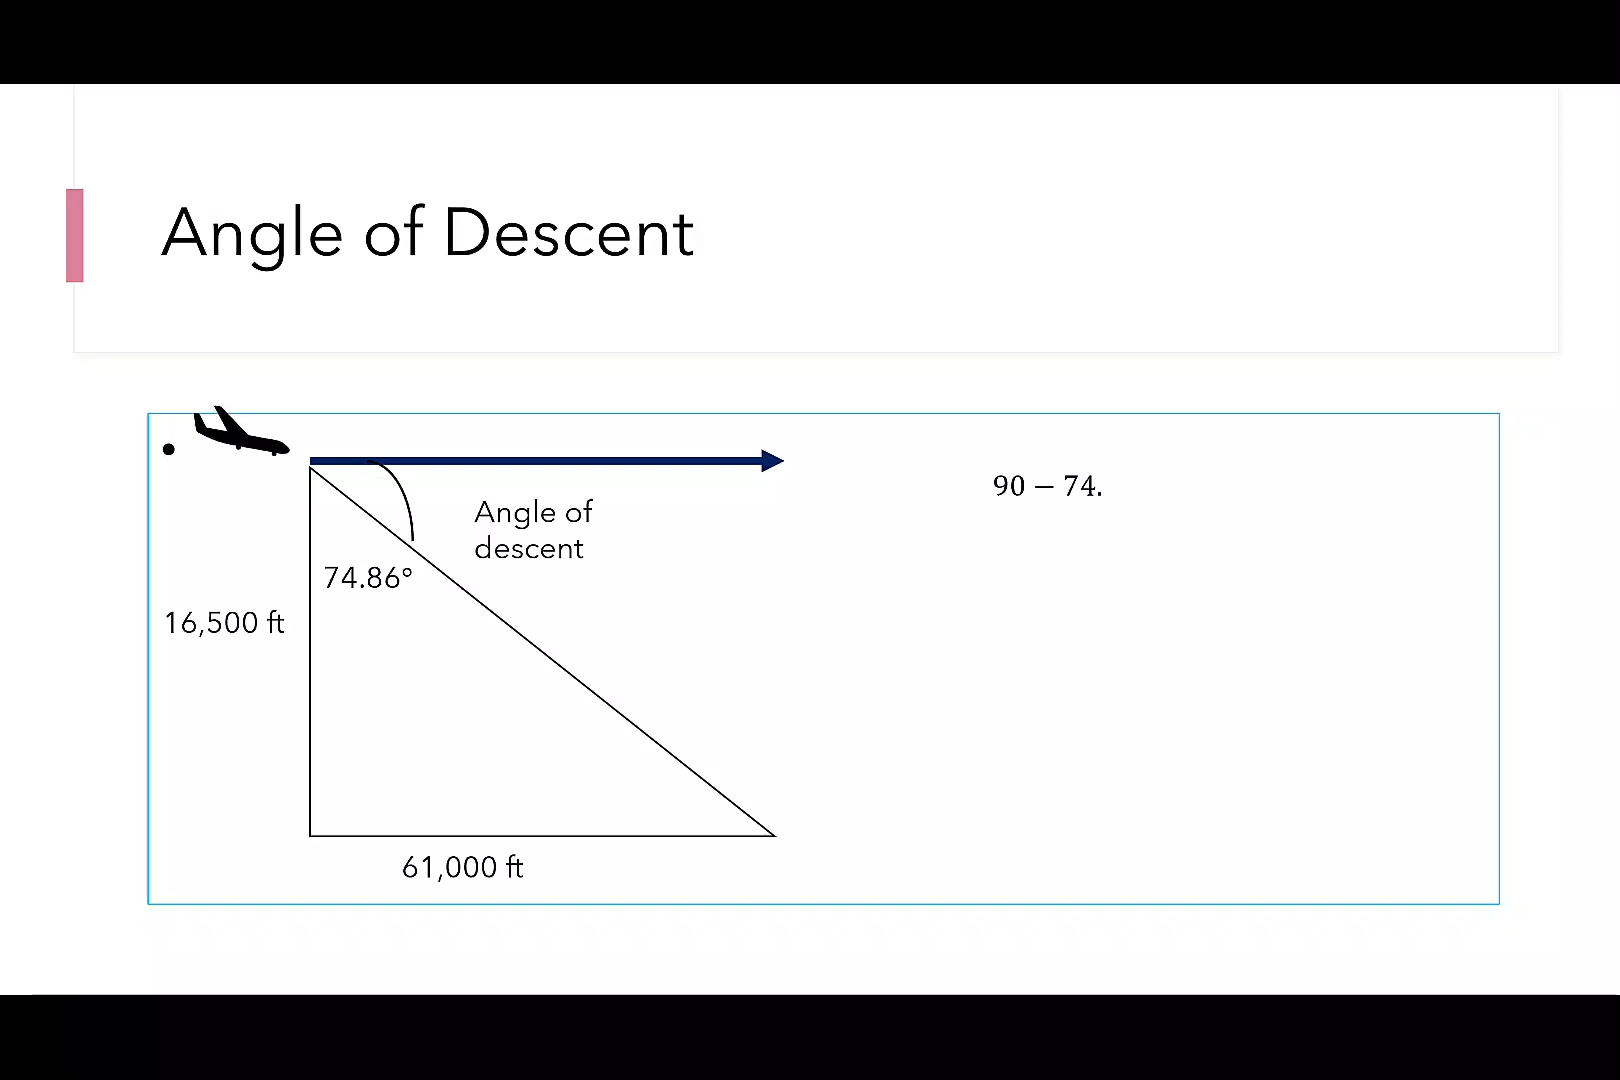 Angle of Descent
90 − 74.
Angle of
descent
74.86°
16,500 ft
61,000 ft